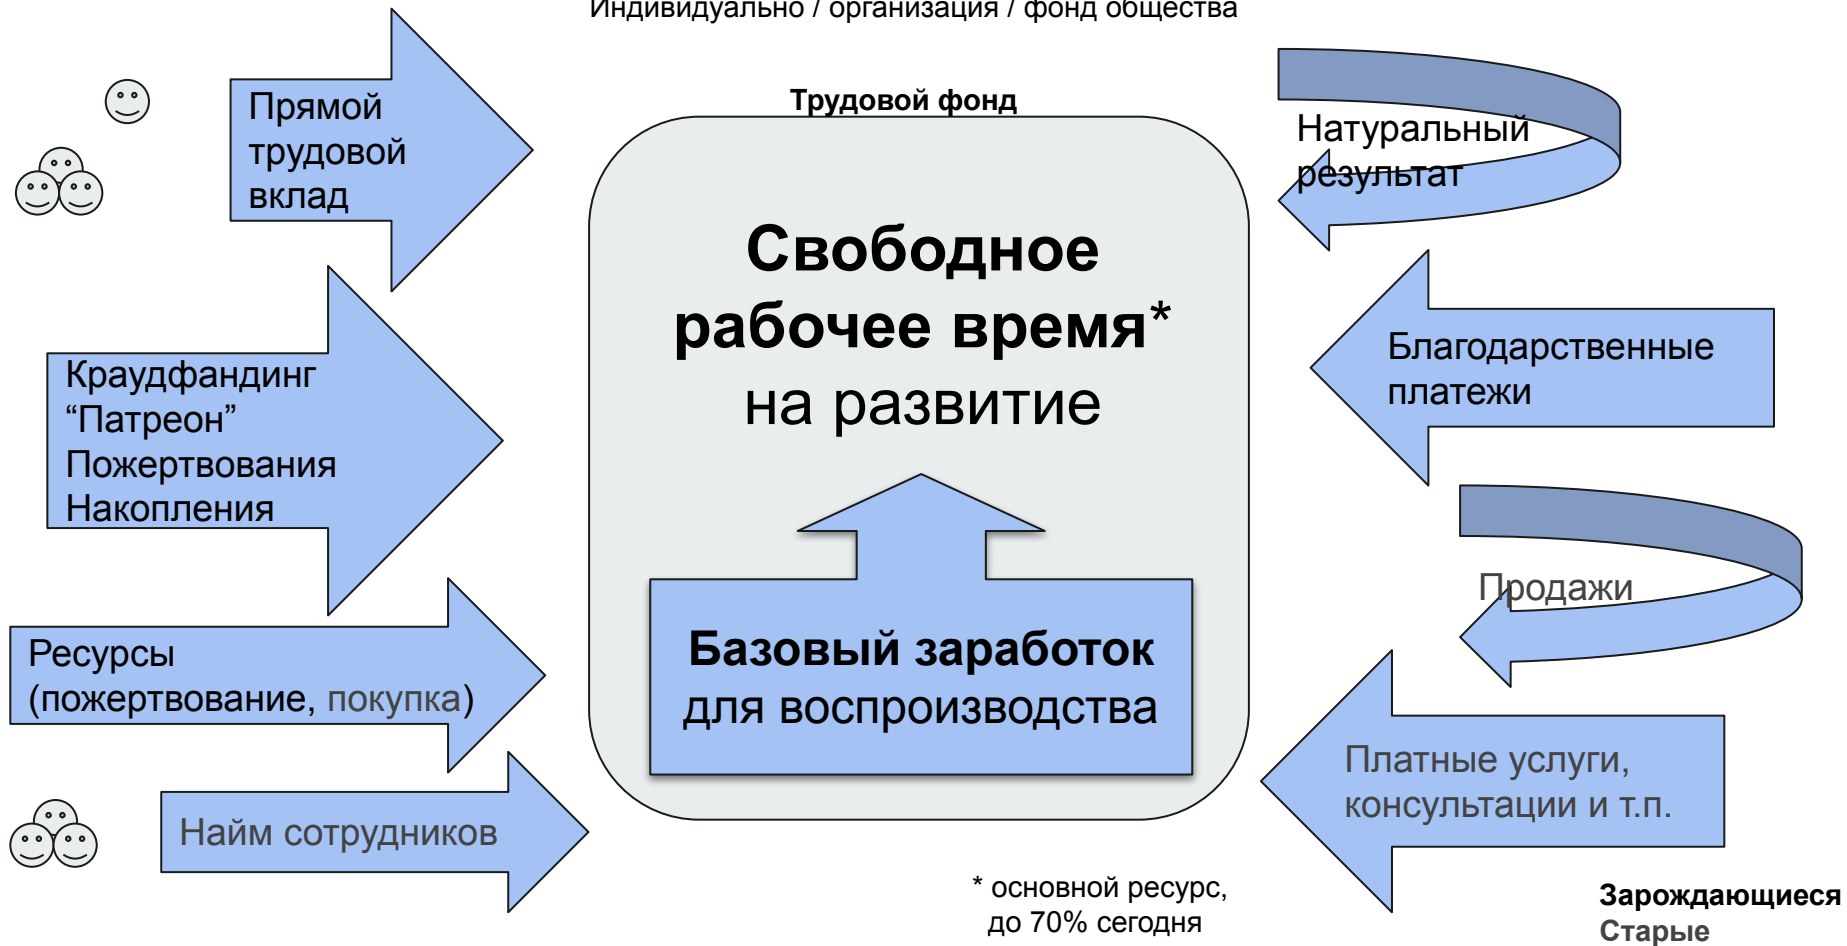 Индивидуально / организация / фонд общества
Трудовой фонд
Прямой
трудовой
вклад
Краудфандинг
“Патреон”
Пожертвования
Накопления
Ресурсы
(пожертвование, покупка)
Найм сотрудников
Свободное
рабочее время*
на развитие
Базовый заработок
для воспроизводства
Натуральный
результат
Благодарственные
платежи
Продажи
Платные услуги,
консультации и т.п.
* основной ресурс,
до 70% сегодня
Зарождающиеся
Старые